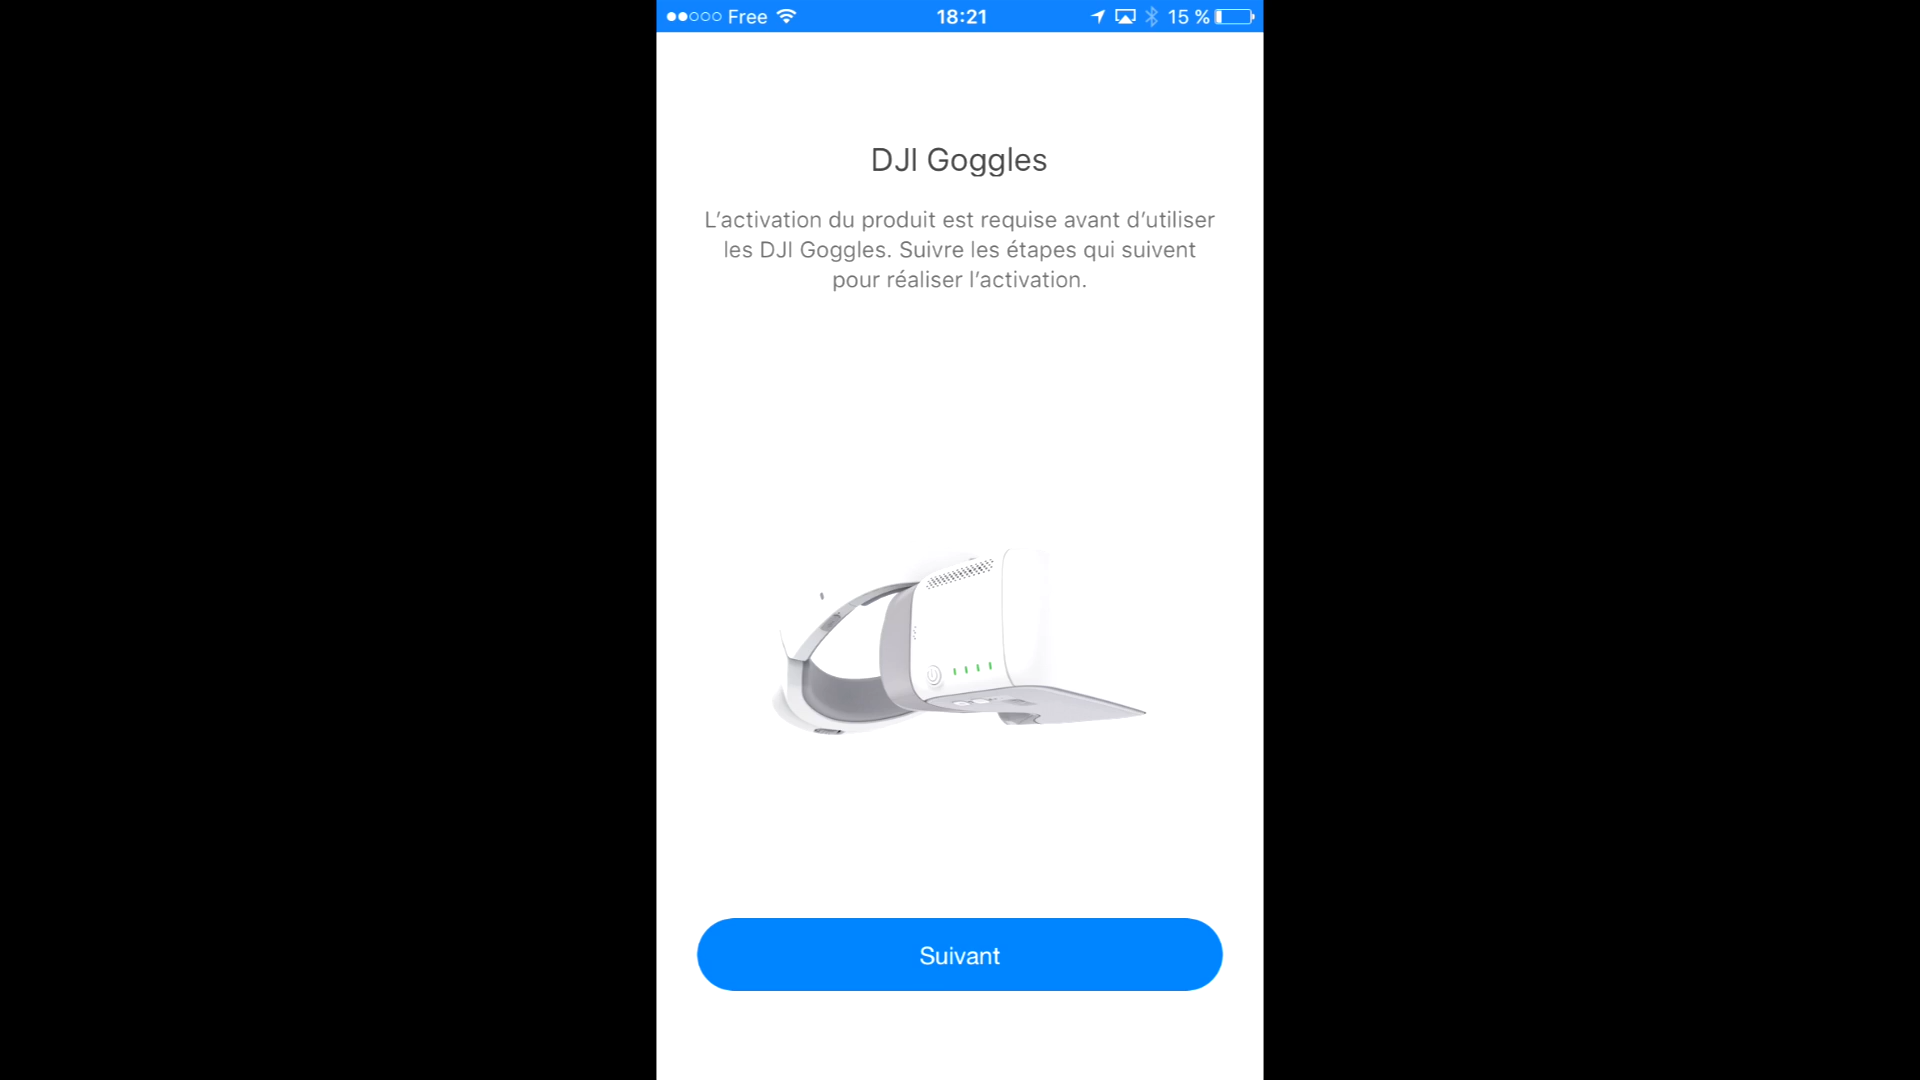 Free 18:21 15 %
DJI Goggles
L’activation du produit est requise avant d’utiliser
les DJI Goggles. Suivre les étapes qui suivent
pour réaliser l’activation.
Suivant